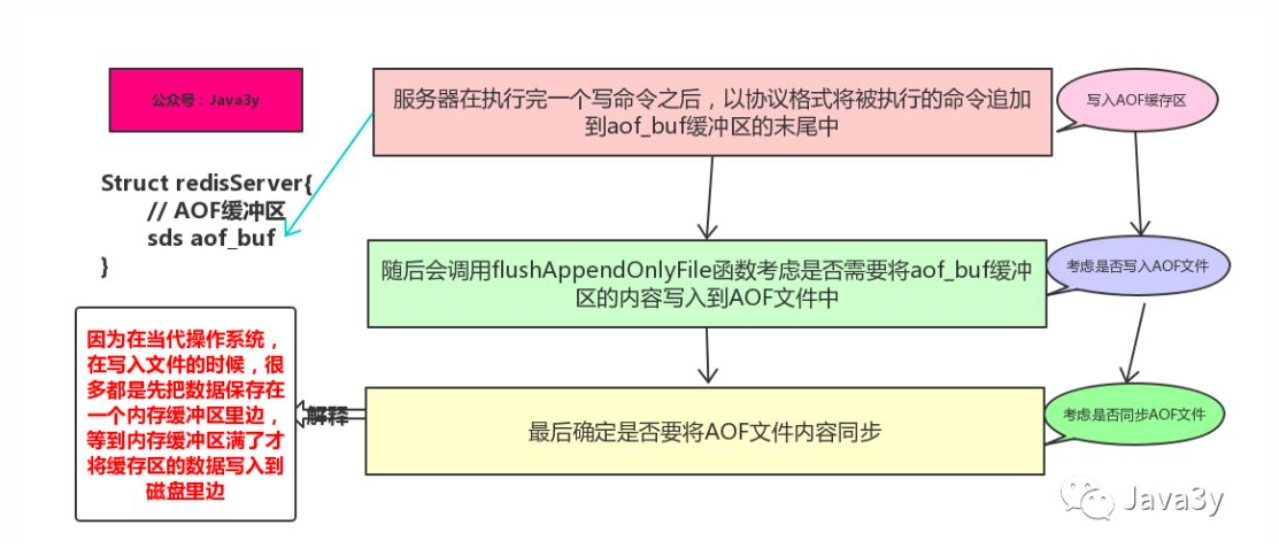 公众号：Java3y
服务器在执行完一个写命令之后，以协议格式将被执行的命令追加
到aof_buf缓冲区的末尾中
写入AOF缓存区
Struct redisServer{
// AOF缓冲区
sds aof_buf
}
随后会调用flushAppendOnlyFile函数考虑是否需要将aof_buf缓冲
区的内容写入到AOF文件中
考虑是否写入AOF文件
因为在当代操作系统，
在写入文件的时候，很
多都是先把数据保存在
一个内存缓冲区里边，
等到内存缓冲区满了才
将缓存区的数据写入到
磁盘里边
解释
最后确定是否要将AOF文件内容同步
考虑是否同步AOF文件
Java3y